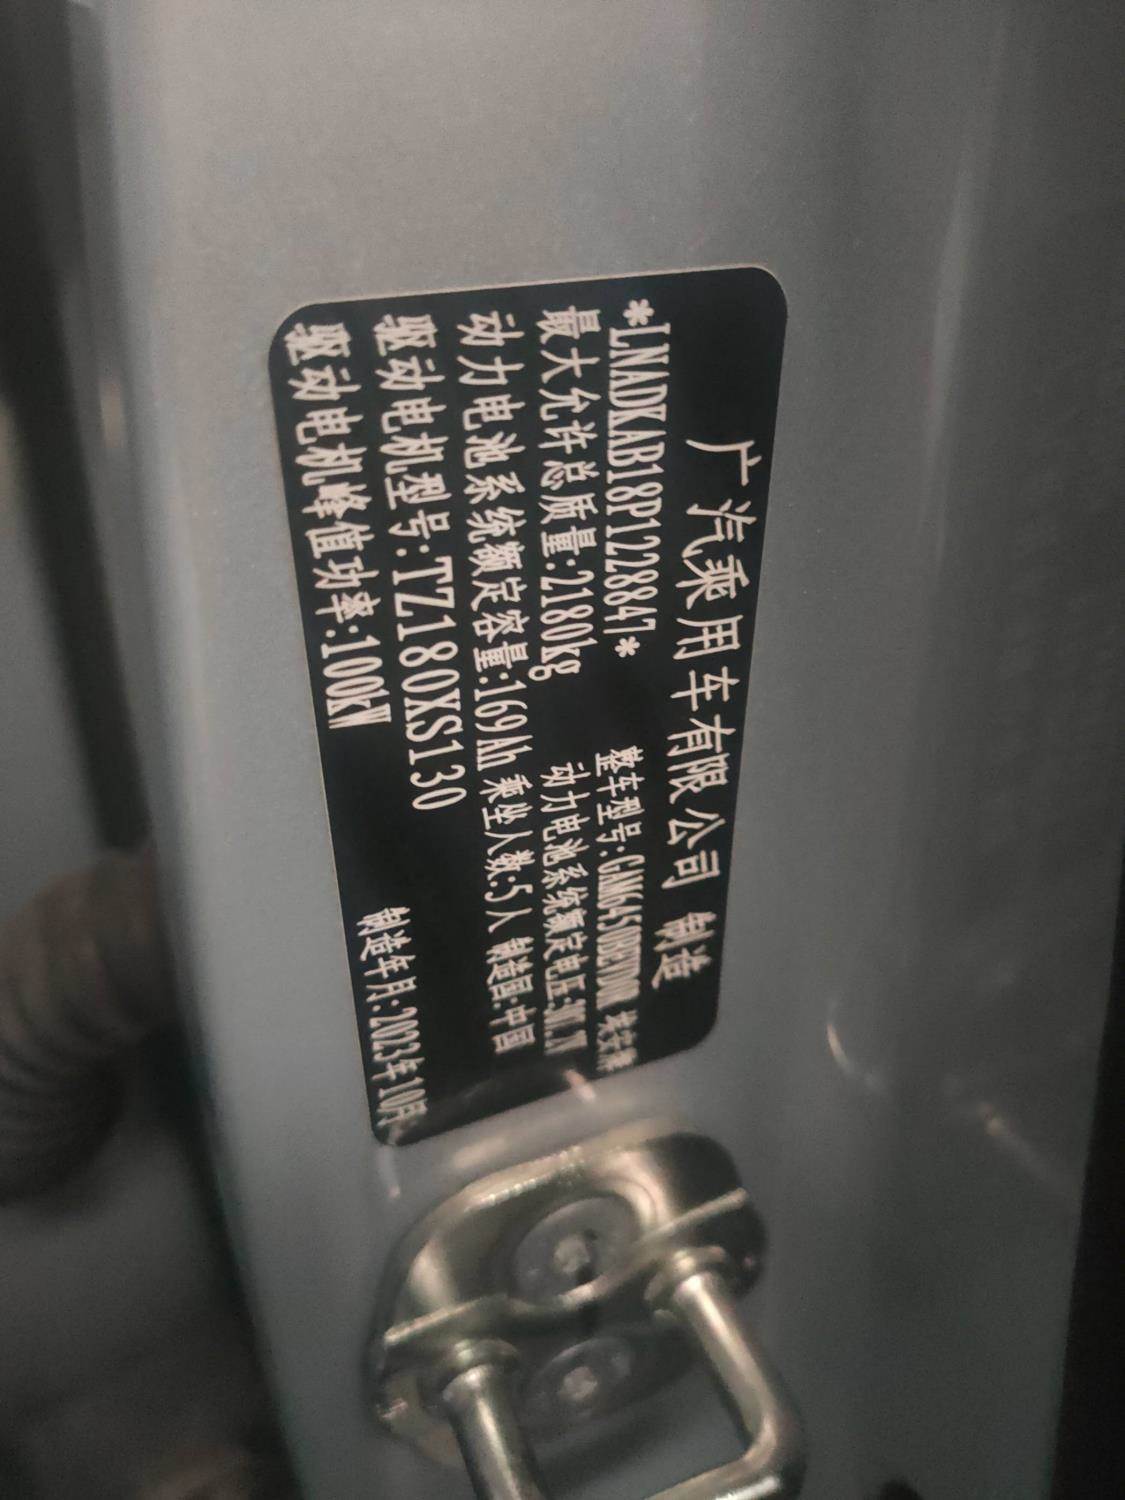 广汽乘用车有限公司 制造
*LNADKAB18P1228847* 整车型号:
最大允许总质量:2180kg 动力电池系统额定电压:
动力电池系统额定容量:169Ah 乘坐人数:5人 制造国:中国
驱动电机型号:TZ180XS130
驱动电机峰值功率:100kW 制造年月:2023年10月